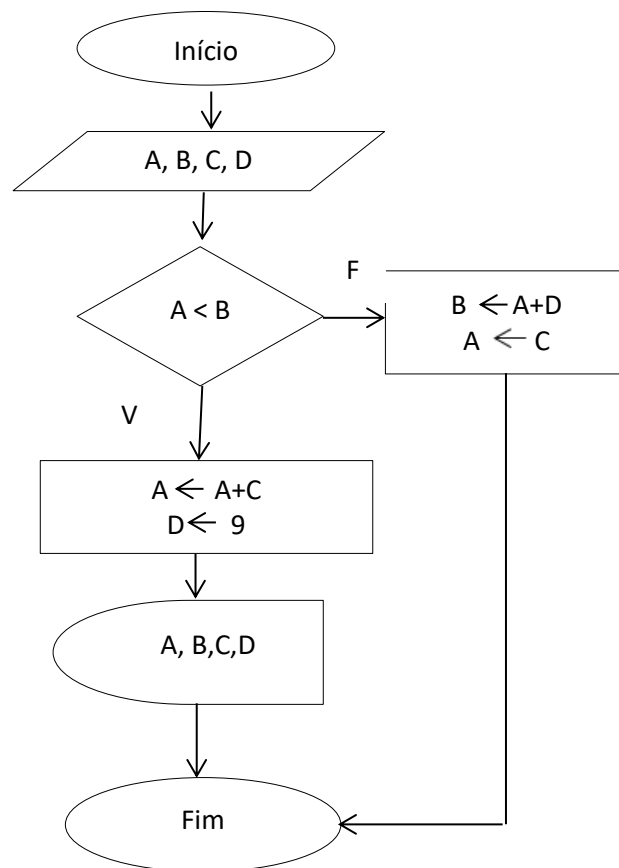 Início
A, B, C, D
A < B
F
B ← A+D
A ← C
V
A ← A+C
D ← 9
A, B,C,D
Fim